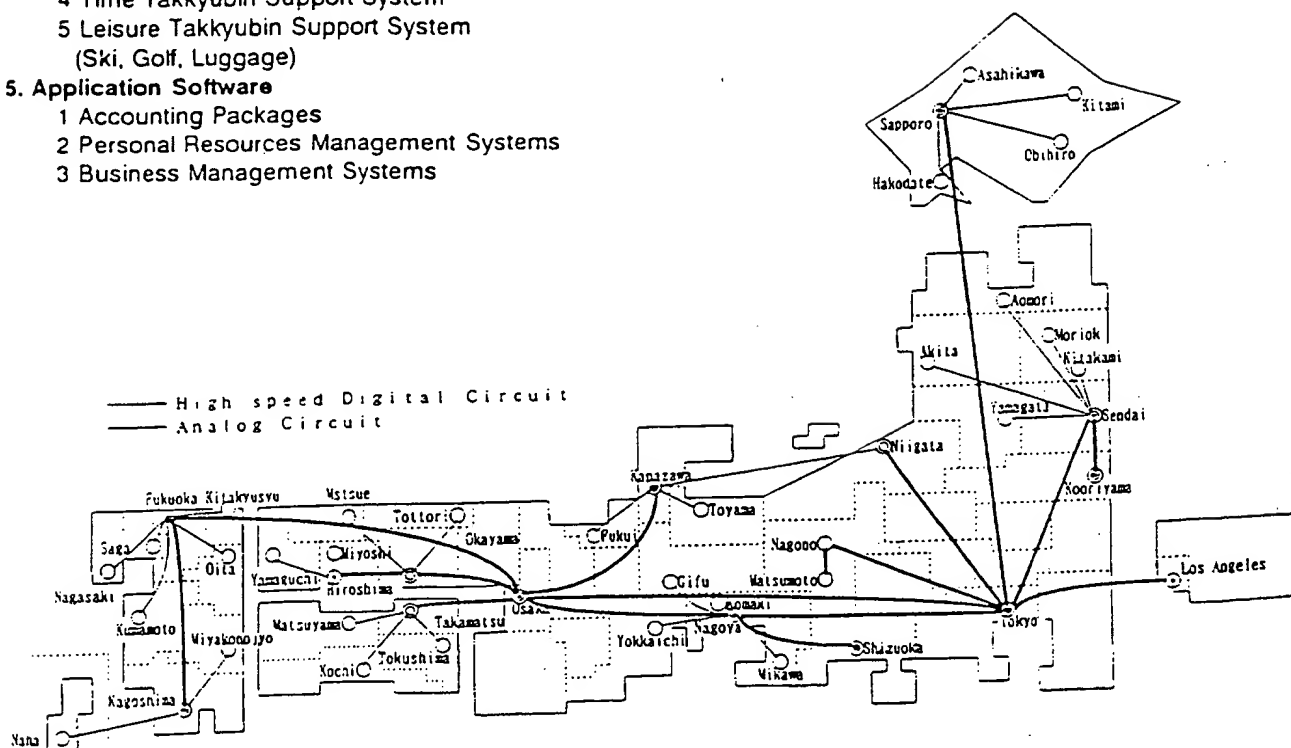 4 Time Takkyubin Support System
5 Leisure Takkyubin Support System
(Ski, Golf, Luggage)
5. Application Software
1 Accounting Packages
2 Personal Resources Management Systems
3 Business Management Systems
Asahikawa
Kitami
Sapporo
Obihiro
Hakodate
Aomori
Moriok
Akita
Kitakami
High speed Digital Circuit
Analog Circuit
Yamagata
Sendai
Niigata
Kooriyama
Kanazawa
Fukuoka Kitakyusyu
Mstsue
Tottori
Toyama
Okayama
Fukui
Saga
Miyoshi
Nagono
Oita
Yamaguchi
Gifu
Matsumoto
Los Angeles
Nagasaki
Hiroshima
Osaka
Komaki
Tokyo
Kumamoto
Miyakonojyo
Matsuyama
Takamatsu
Yokkaichi
Nagoya
Shizuoka
Kochi
Tokushima
Mikawa
Kagoshima
Naha